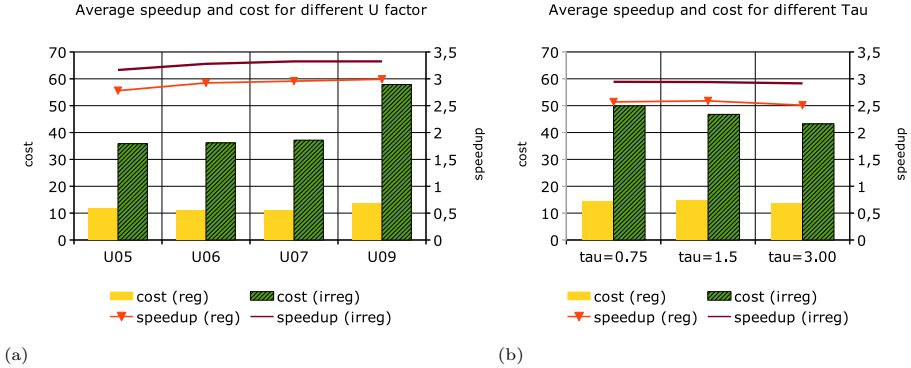 Average speedup and cost for different U factor
70
60
50
40
30
20
10
0
cost
3,5
3
2,5
2
1,5
1
0,5
0
speedup
U05 U06 U07 U09
cost (reg) cost (irreg)
speedup (reg) speedup (irreg)
(a)
Average speedup and cost for different Tau
70
60
50
40
30
20
10
0
cost
3,5
3
2,5
2
1,5
1
0,5
0
speedup
tau=0.75 tau=1.5 tau=3.00
cost (reg) cost (irreg)
speedup (reg) speedup (irreg)
(b)